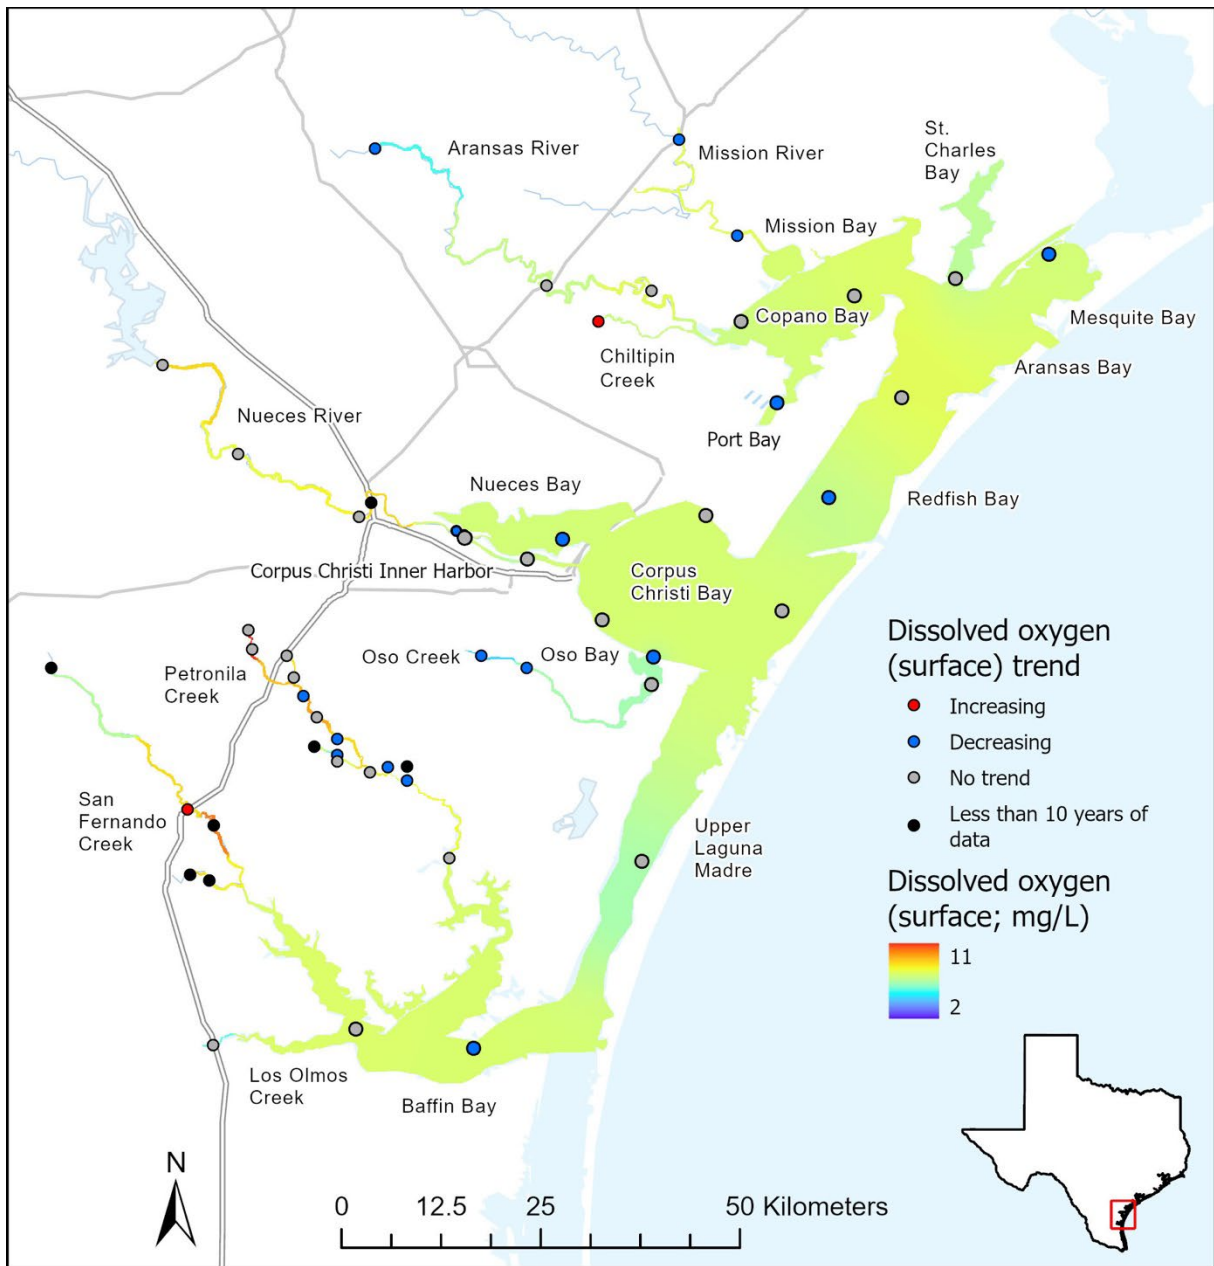 St.
Charles
Bay
Aransas River
Mission River
Mission Bay
Copano Bay
Mesquite Bay
Chiltipin
Creek
Aransas Bay
Nueces River
Port Bay
Nueces Bay
Redfish Bay
Corpus Christi Inner Harbor
Corpus
Christi Bay
Petronila
Creek
Oso Creek
Oso Bay
San
Fernando
Creek
Upper
Laguna
Madre
Los Olmos
Creek
Baffin Bay
Dissolved oxygen
(surface) trend
Increasing
Decreasing
No trend
Less than 10 years of
data
Dissolved oxygen
(surface; mg/L)
11
2
N
0 12.5 25 50 Kilometers